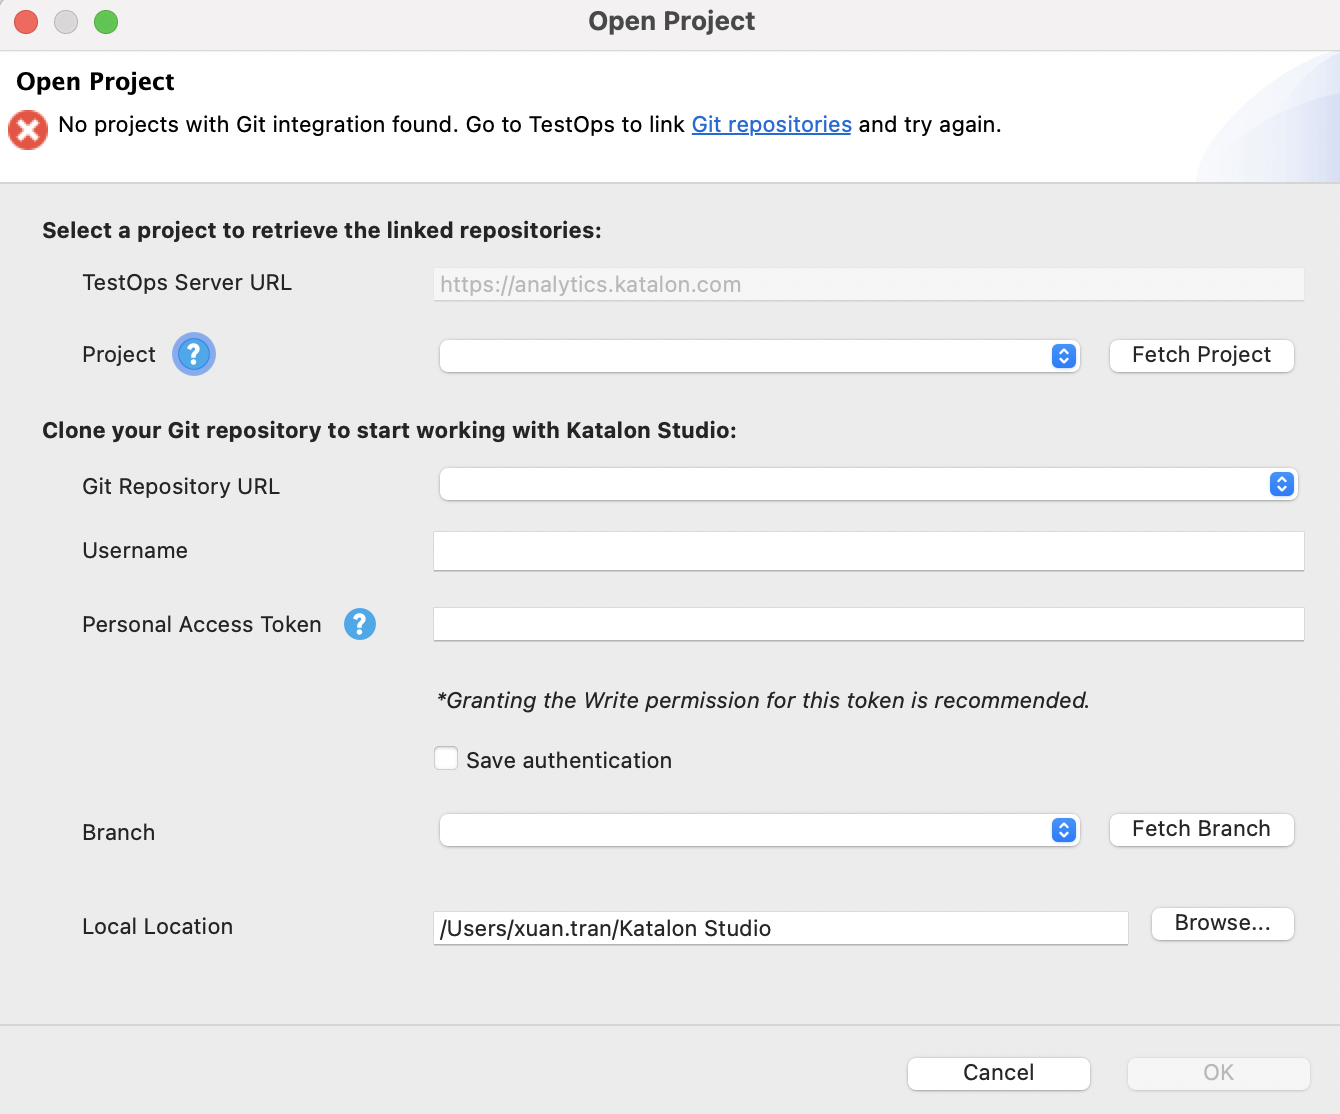 Open Project
Open Project
No projects with Git integration found. Go to TestOps to link Git repositories and try again.
Select a project to retrieve the linked repositories:
TestOps Server URL https://analytics.katalon.com
Project ? Fetch Project
Clone your Git repository to start working with Katalon Studio:
Git Repository URL
Username
Personal Access Token ?
*Granting the Write permission for this token is recommended.
Save authentication
Branch Fetch Branch
Local Location /Users/xuan.tran/Katalon Studio Browse...
Cancel OK